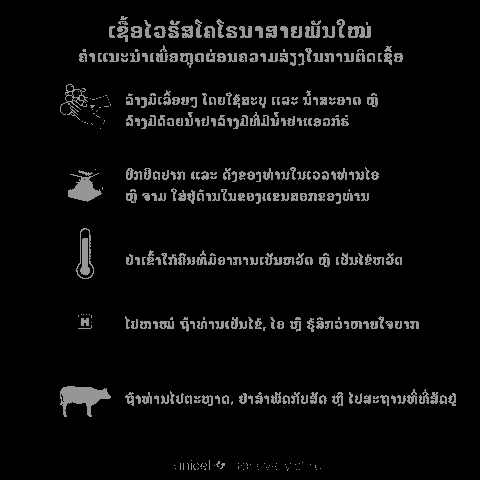 ເຊື້ອໄວຣັສໂຄໂຣນາສາຍພັນໃໝ່
ຄຳແນະນຳເພື່ອຫຼຸດຜ່ອນຄວາມສ່ຽງໃນການຕິດເຊື້ອ
ລ້າງມືເລື້ອຍໆ ໂດຍໃຊ້ສະບູ ແລະ ນ້ຳສະອາດ ຫຼື
ລ້າງມືດ້ວຍນ້ຳຢາລ້າງມືທີ່ມີນ້ຳຢາແອວກໍຮໍ
ປົກປິດປາກ ແລະ ດັງຂອງທ່ານໃນເວລາທ່ານໄອ
ຫຼື ຈາມ ໃສ່ຢູ່ດ້ານໃນຂອງແຂນສອກຂອງທ່ານ
ຢ່າເຂົ້າໃກ້ຄົນທີ່ມີອາການເປັນຫວັດ ຫຼື ເປັນໄຂ້ຫວັດ
H
ໄປຫາໝໍ ຖ້າທ່ານເປັນໄຂ້, ໄອ ຫຼື ຮູ້ສຶກວ່າຫາຍໃຈຍາກ
ຖ້າທ່ານໄປຕະຫຼາດ, ຢ່າສຳພັດກັບສັດ ຫຼື ໄປສະຖານທີ່ທີ່ສັດຢູ່
unicef